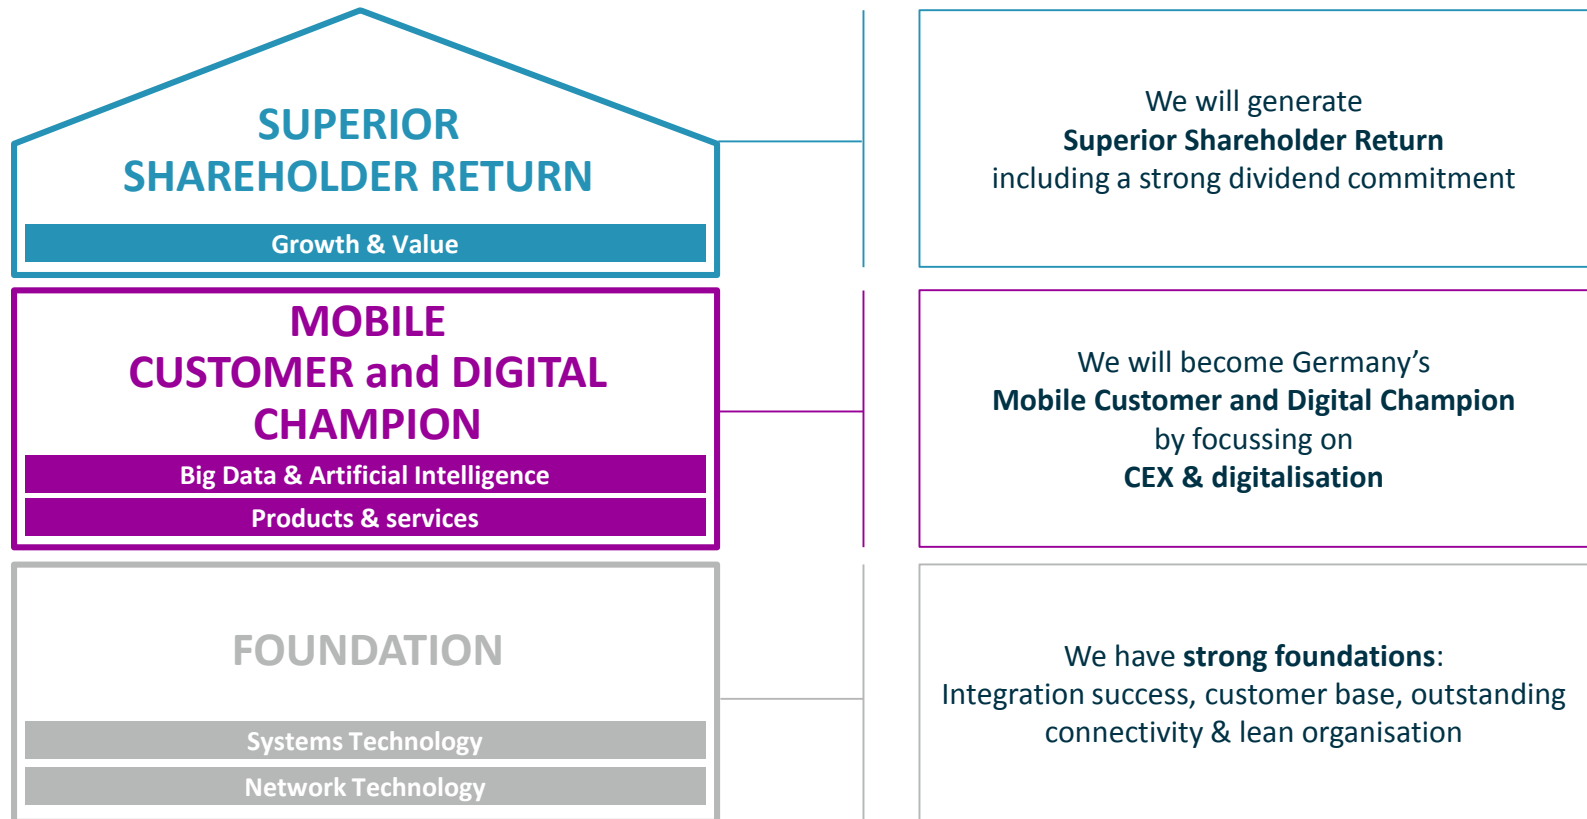 SUPERIOR
SHAREHOLDER RETURN
Growth & Value
We will generate
Superior Shareholder Return
including a strong dividend commitment
MOBILE
CUSTOMER and DIGITAL
CHAMPION
Big Data & Artificial Intelligence
Products & services
We will become Germany’s
Mobile Customer and Digital Champion
by focussing on
CEX & digitalisation
FOUNDATION
Systems Technology
Network Technology
We have strong foundations:
Integration success, customer base, outstanding
connectivity & lean organisation